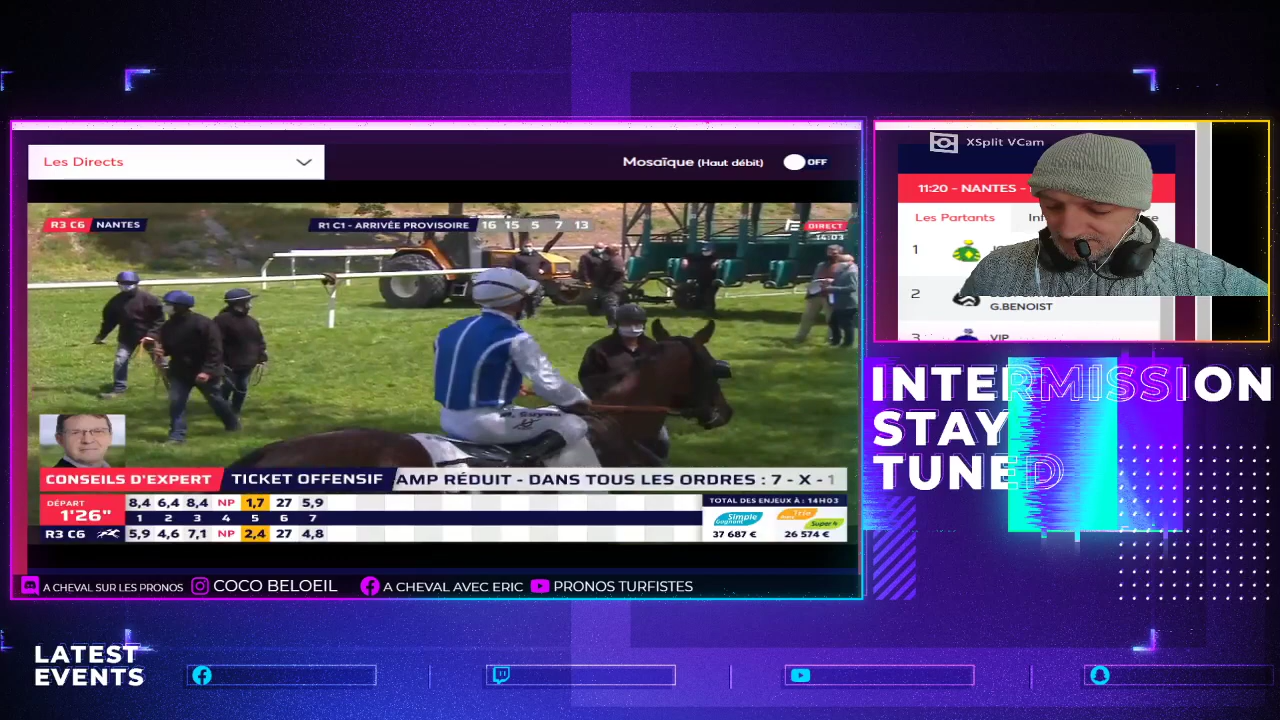 Les Directs
Mosaïque (Haut débit)
OFF
R3 C6 NANTES
R1 C1 - ARRIVÉE PROVISOIRE 16 15 5 7 13
DIRECT
14:03
CONSEILS D'EXPERT TICKET OFFENSIF AMP RÉDUIT - DANS TOUS LES ORDRES : 7 - X - 1
DÉPART
1'26"
8,4 6,4 8,4 NP 1,7 27 5,9
1 2 3 4 5 6 7
R3 C6 5,9 4,6 7,1 NP 2,4 27 4,8
TOTAL DES ENJEUX À : 14H03
Simple Gagnant
Trio
Super4
37 687 € 26 574 €
A CHEVAL SUR LES PRONOS COCO BELOEIL A CHEVAL AVEC ERIC PRONOS TURFISTES
XSplit VCam
11:20 - NANTES -
Les Partants
1
2
G.BENOIST
3
VIP
INTERMISSION
STAY
TUNED
LATEST
EVENTS